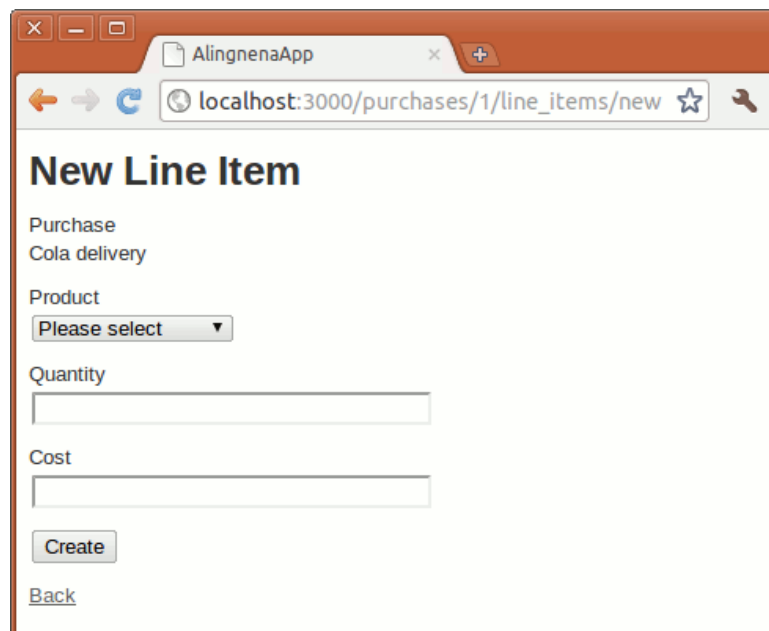 AlingnenaApp
localhost:3000/purchases/1/line_items/new
New Line Item
Purchase
Cola delivery
Product
Please select
Quantity
Cost
Create
Back